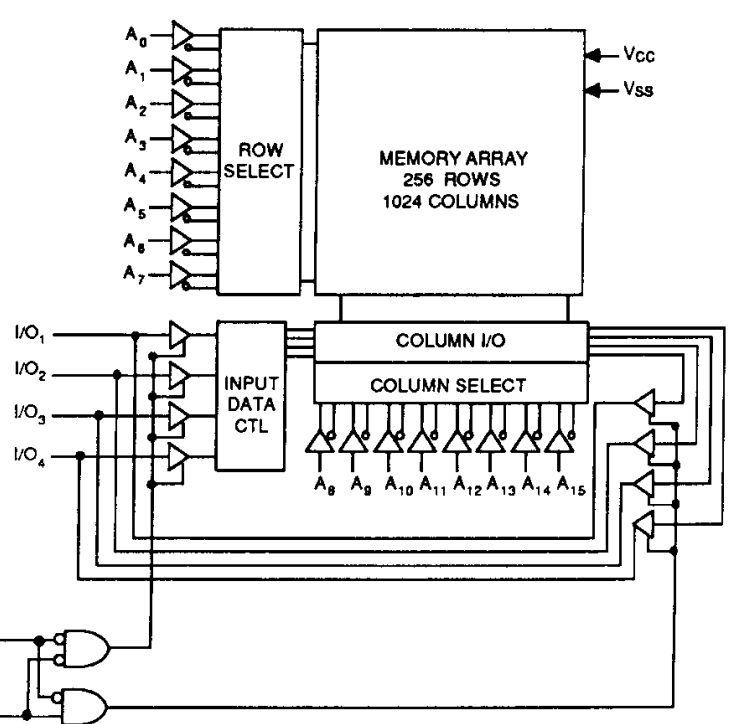 A0
A1
A2
A3
A4
A5
A6
A7
ROW
SELECT
MEMORY ARRAY
256 ROWS
1024 COLUMNS
VCC
VSS
I/O1
I/O2
I/O3
I/O4
INPUT
DATA
CTL
COLUMN I/O
COLUMN SELECT
A8 A9 A10 A11 A12 A13 A14 A15